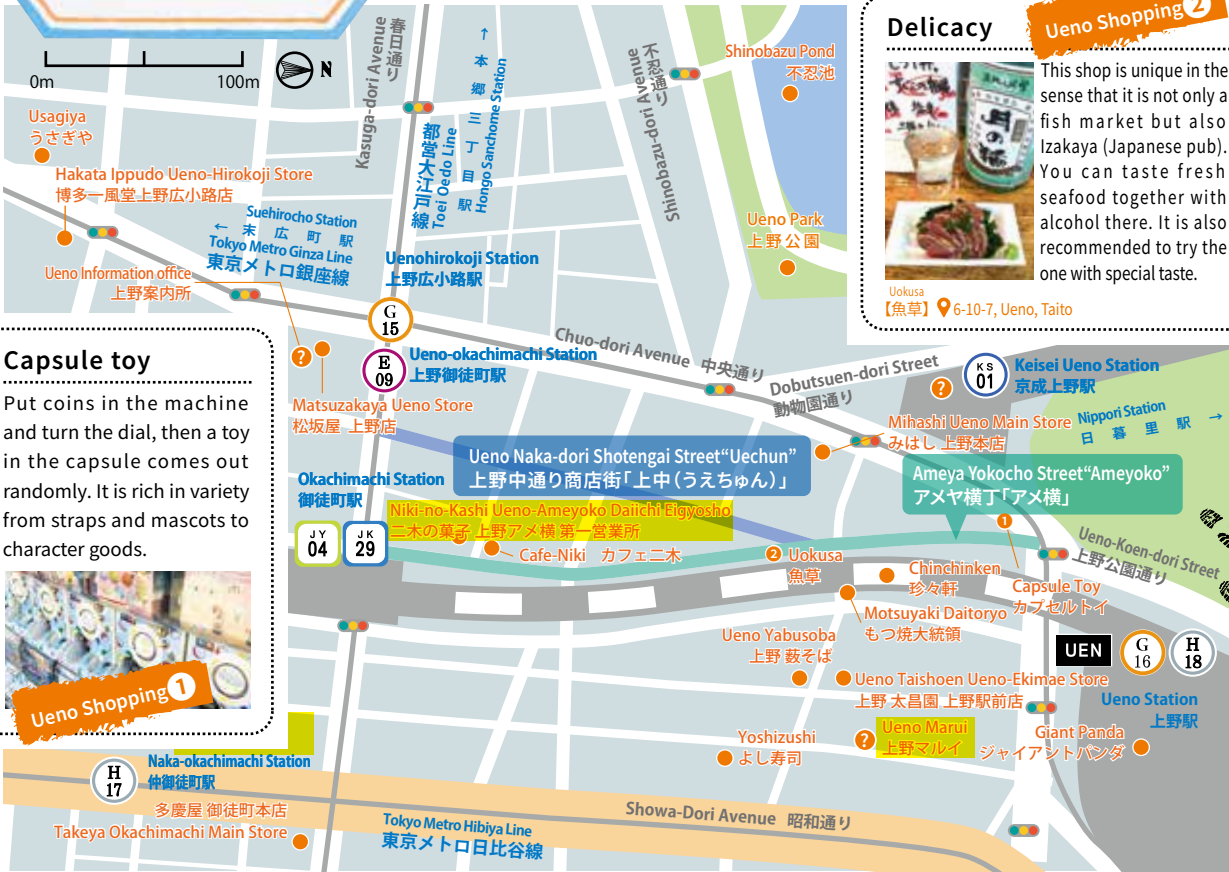 0m
100m
N
春日通り
Kasuga-dori Avenue
↑ 本郷三丁目駅
Hongo Sanchome Station
都営大江戸線
Toei Oedo Line
不忍通り
Shinobazu-dori Avenue
Shinobazu Pond
不忍池
Usagiya
うさぎや
Hakata Ippudo Ueno-Hirokoji Store
博多一風堂上野広小路店
Suehirocho Station
← 末広町駅
Tokyo Metro Ginza Line
東京メトロ銀座線
Uenohirokoji Station
上野広小路駅
Ueno Park
上野公園
Ueno Information office
上野案内所
G
15
E
09
Ueno-okachimachi Station
上野御徒町駅
Chuo-dori Avenue 中央通り
Delicacy
Ueno Shopping 2
This shop is unique in the
sense that it is not only a
fish market but also
Izakaya (Japanese pub).
You can taste fresh
seafood together with
alcohol there. It is also
recommended to try the
one with special taste.
Uokusa
【魚草】 6-10-7, Ueno, Taito
Capsule toy
Put coins in the machine
and turn the dial, then a toy
in the capsule comes out
randomly. It is rich in variety
from straps and mascots to
character goods.
Ueno Shopping 1
?
Matsuzakaya Ueno Store
松坂屋 上野店
Dobutsuen-dori Street
動物園通り
?
KS
01
Keisei Ueno Station
京成上野駅
Mihashi Ueno Main Store
みはし 上野本店
Nippori Station
日暮里駅 →
Ueno Naka-dori Shotengai Street“Uechun”
上野中通り商店街「上中（うえちゅん）」
Ameya Yokocho Street“Ameyoko”
アメヤ横丁「アメ横」
Okachimachi Station
御徒町駅
JY
04
JK
29
Niki-no-Kashi Ueno-Ameyoko Daiichi Eigyosho
二木の菓子 上野アメ横 第一営業所
Cafe-Niki カフェ二木
2
Uokusa
魚草
Chinchinken
珍々軒
1
Capsule Toy
カプセルトイ
Ueno-Koen-dori Street
上野公園通り
Motsuyaki Daitoryo
もつ焼大統領
Ueno Yabusoba
上野 薮そば
Ueno Taishoen Ueno-Ekimae Store
上野 太昌園 上野駅前店
UEN
G
16
H
18
Ueno Station
上野駅
Yoshizushi
よし寿司
?
Ueno Marui
上野マルイ
Giant Panda
ジャイアントパンダ
H
17
Naka-okachimachi Station
仲御徒町駅
多慶屋 御徒町本店
Takeya Okachimachi Main Store
Tokyo Metro Hibiya Line
東京メトロ日比谷線
Showa-Dori Avenue 昭和通り